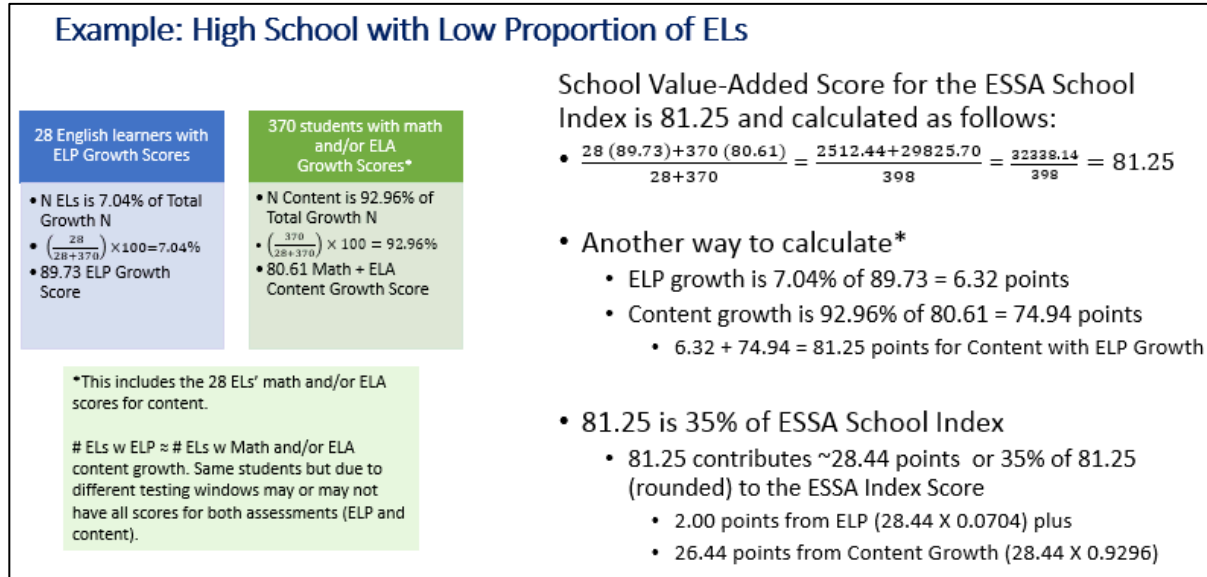 Example: High School with Low Proportion of ELs
28 English learners with
ELP Growth Scores
• N ELs is 7.04% of Total
Growth N
• (28/28+370) ×100=7.04%
• 89.73 ELP Growth
Score
370 students with math
and/or ELA
Growth Scores*
• N Content is 92.96% of
Total Growth N
• (370/28+370) × 100 = 92.96%
• 80.61 Math + ELA
Content Growth Score
*This includes the 28 ELs' math and/or ELA
scores for content.
# ELs w ELP ≈ # ELs w Math and/or ELA
content growth. Same students but due to
different testing windows may or may not
have all scores for both assessments (ELP and
content).
School Value-Added Score for the ESSA School
Index is 81.25 and calculated as follows:
• 28 (89.73)+370 (80.61)/28+370 = 2512.44+29825.70/398 = 32338.14/398 = 81.25
• Another way to calculate*
• ELP growth is 7.04% of 89.73 = 6.32 points
• Content growth is 92.96% of 80.61 = 74.94 points
• 6.32 + 74.94 = 81.25 points for Content with ELP Growth
• 81.25 is 35% of ESSA School Index
• 81.25 contributes ~28.44 points or 35% of 81.25
(rounded) to the ESSA Index Score
• 2.00 points from ELP (28.44 X 0.0704) plus
• 26.44 points from Content Growth (28.44 X 0.9296)